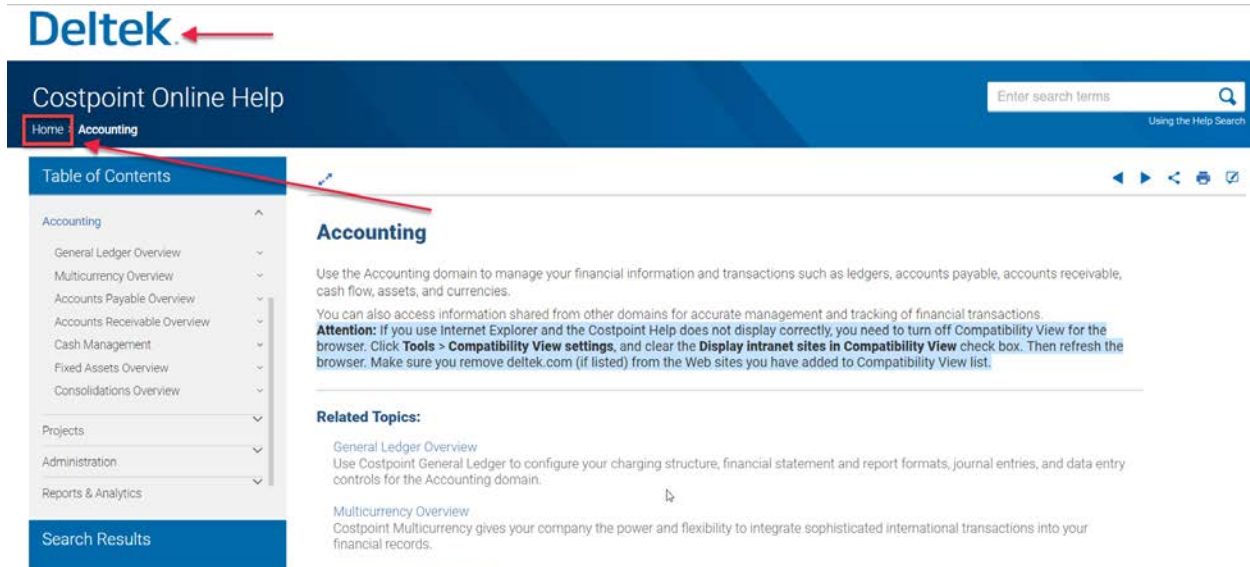 Deltek
Costpoint Online Help
Enter search terms
Using the Help Search
Home > Accounting
Table of Contents
Accounting
General Ledger Overview
Multicurrency Overview
Accounts Payable Overview
Accounts Receivable Overview
Cash Management
Fixed Assets Overview
Consolidations Overview
Projects
Administration
Reports & Analytics
Search Results
Accounting
Use the Accounting domain to manage your financial information and transactions such as ledgers, accounts payable, accounts receivable,
cash flow, assets, and currencies.
You can also access information shared from other domains for accurate management and tracking of financial transactions.
Attention: If you use Internet Explorer and the Costpoint Help does not display correctly, you need to turn off Compatibility View for the
browser. Click Tools > Compatibility View settings, and clear the Display intranet sites in Compatibility View check box. Then refresh the
browser. Make sure you remove deltek.com (if listed) from the Web sites you have added to Compatibility View list.
Related Topics:
General Ledger Overview
Use Costpoint General Ledger to configure your charging structure, financial statement and report formats, journal entries, and data entry
controls for the Accounting domain.
Multicurrency Overview
Costpoint Multicurrency gives your company the power and flexibility to integrate sophisticated international transactions into your
financial records.